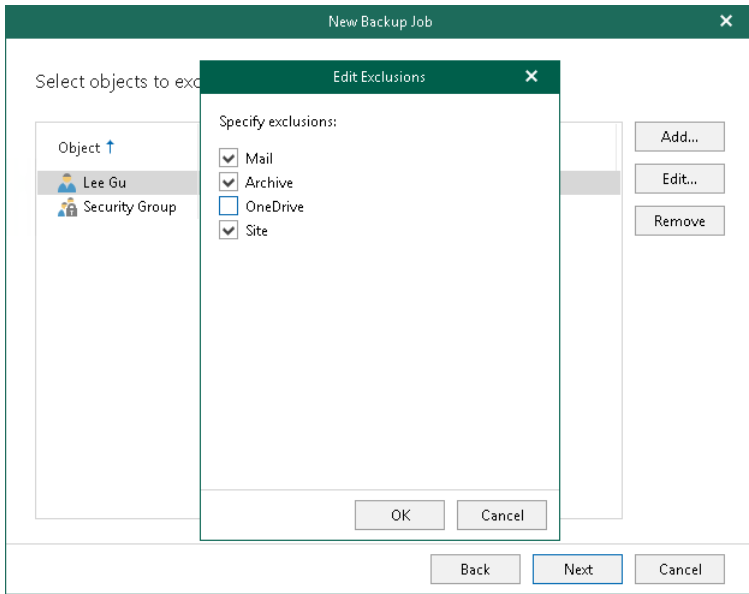 New Backup Job
Select objects to exc
Edit Exclusions
Specify exclusions:
Mail
Archive
OneDrive
Site
Object
Lee Gu
Security Group
Add...
Edit...
Remove
OK
Cancel
Back
Next
Cancel